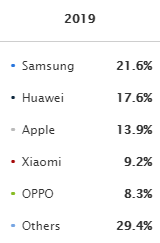 2019
Samsung 21.6%
Huawei 17.6%
Apple 13.9%
Xiaomi 9.2%
OPPO 8.3%
Others 29.4%